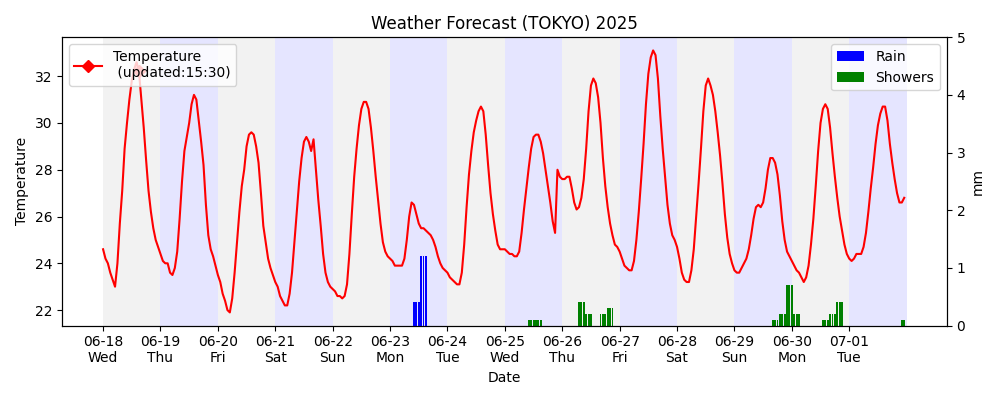 Weather Forecast (TOKYO) 2025
Temperature
(updated:15:30)
Rain
Showers
Temperature
32
30
28
26
24
22
5
4
3
2
1
0
mm
06-18 06-19 06-20 06-21 06-22 06-23 06-24 06-25 06-26 06-27 06-28 06-29 06-30 07-01
Wed Thu Fri Sat Sun Mon Tue Wed Thu Fri Sat Sun Mon Tue
Date